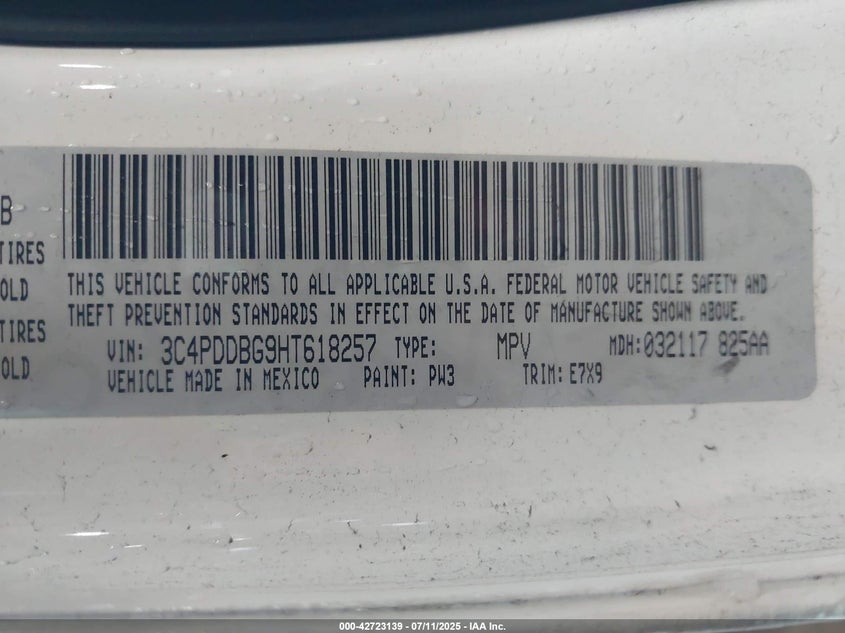 B
TIRES
OLD
TIRES
OLD
THIS VEHICLE CONFORMS TO ALL APPLICABLE U.S.A. FEDERAL MOTOR VEHICLE SAFETY AND
THEFT PREVENTION STANDARDS IN EFFECT ON THE DATE OF MANUFACTURE SHOWN ABOVE.
VIN: 3C4PDDBG9HT618257 TYPE: MPV MDH:032117 825AA
VEHICLE MADE IN MEXICO PAINT: PW3 TRIM: E7X9
000-42723139 - 07/11/2025 - IAA Inc.